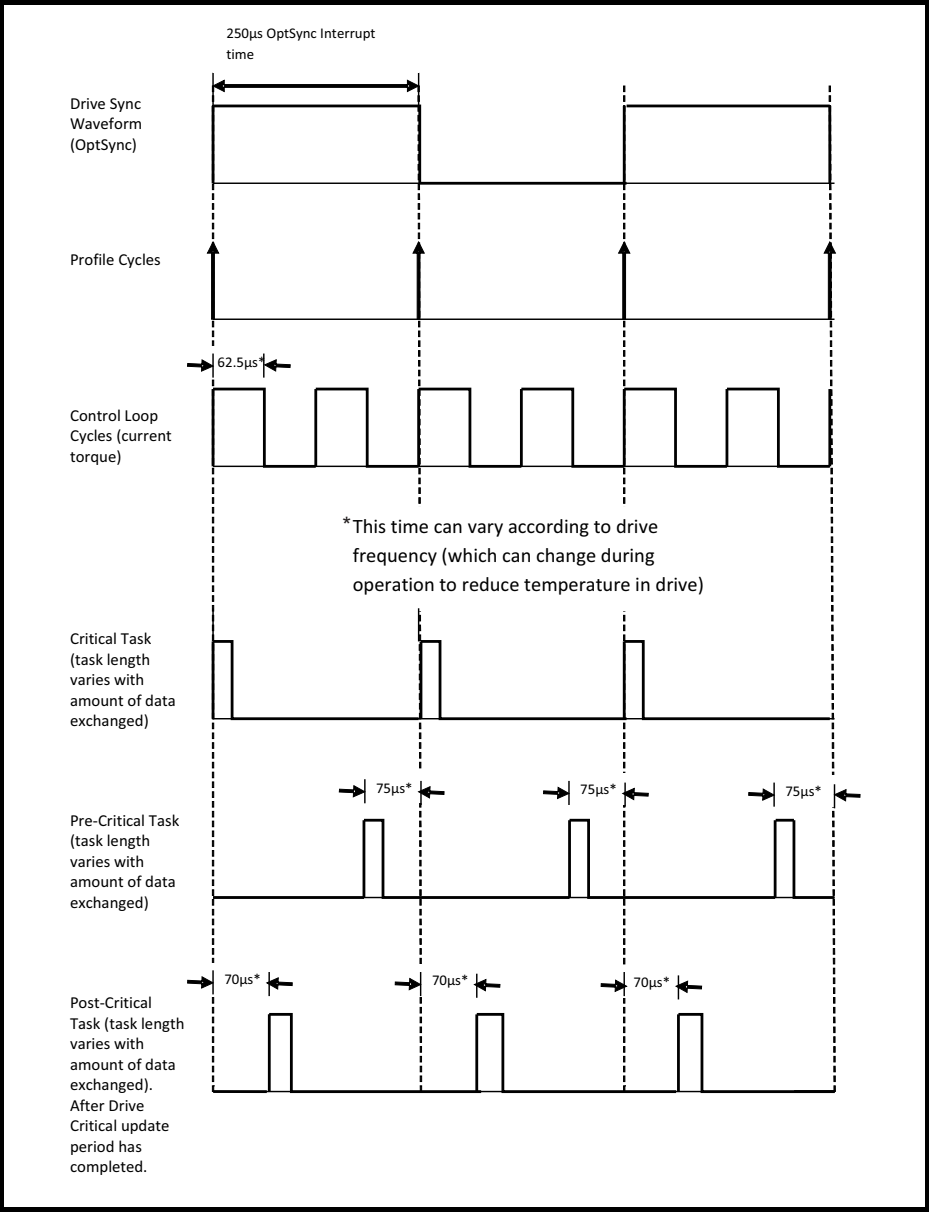 250µs OptSync Interrupt
time
Drive Sync
Waveform
(OptSync)
Profile Cycles
62.5µs*
Control Loop
Cycles (current
torque)
*This time can vary according to drive
frequency (which can change during
operation to reduce temperature in drive)
Critical Task
(task length
varies with
amount of data
exchanged)
75µs*
75µs*
75µs*
Pre-Critical Task
(task length
varies with
amount of data
exchanged)
70µs*
70µs*
70µs*
Post-Critical
Task (task length
varies with
amount of data
exchanged).
After Drive
Critical update
period has
completed.